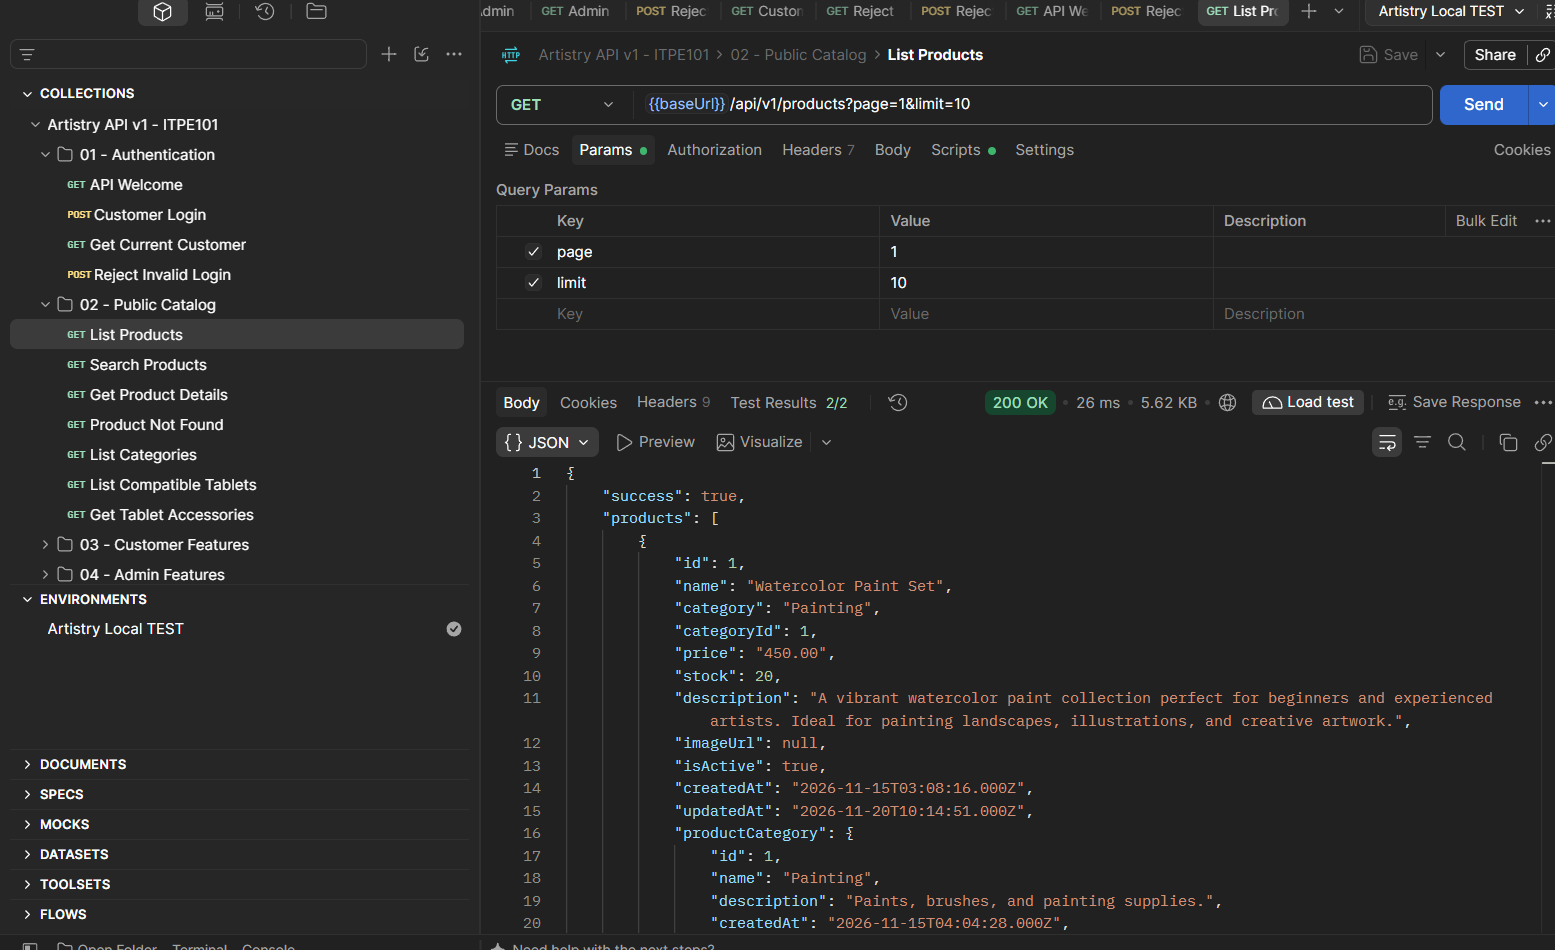 dmin
GET Admin
POST Rejec
GET Custon
GET Reject
POST Rejec
GET API We
POST Rejec
GET List Pr
Artistry Local TEST
Artistry API v1 - ITPE101 > 02 - Public Catalog > List Products
Save
Share
COLLECTIONS
Artistry API v1 - ITPE101
01 - Authentication
GET API Welcome
POST Customer Login
GET Get Current Customer
POST Reject Invalid Login
02 - Public Catalog
GET List Products
GET Search Products
GET Get Product Details
GET Product Not Found
GET List Categories
GET List Compatible Tablets
GET Get Tablet Accessories
03 - Customer Features
04 - Admin Features
ENVIRONMENTS
Artistry Local TEST
DOCUMENTS
SPECS
MOCKS
DATASETS
TOOLSETS
FLOWS
Open Folder Terminal Console
GET {{baseUrl}} /api/v1/products?page=1&limit=10 Send
Docs Params Authorization Headers 7 Body Scripts Settings Cookies
Query Params
Key Value Description Bulk Edit
page 1
limit 10
Key Value Description
Body Cookies Headers 9 Test Results 2/2 200 OK 26 ms 5.62 KB Load test e.g. Save Response
{} JSON Preview Visualize
1 {
2 "success": true,
3 "products": [
4 {
5 "id": 1,
6 "name": "Watercolor Paint Set",
7 "category": "Painting",
8 "categoryId": 1,
9 "price": "450.00",
10 "stock": 20,
11 "description": "A vibrant watercolor paint collection perfect for beginners and experienced
artists. Ideal for painting landscapes, illustrations, and creative artwork.",
12 "imageUrl": null,
13 "isActive": true,
14 "createdAt": "2026-11-15T03:08:16.000Z",
15 "updatedAt": "2026-11-20T10:14:51.000Z",
16 "productCategory": {
17 "id": 1,
18 "name": "Painting",
19 "description": "Paints, brushes, and painting supplies.",
20 "createdAt": "2026-11-15T04:04:28.000Z",
Need help with the next steps?